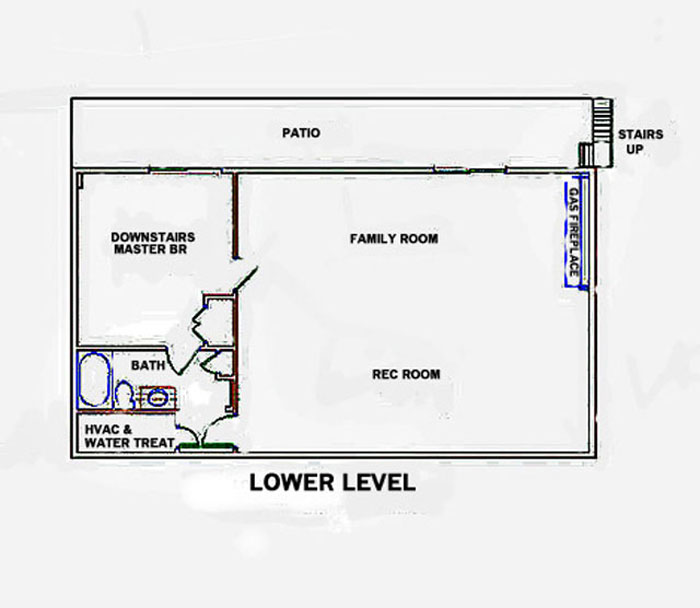 PATIO
STAIRS
UP
DOWNSTAIRS
MASTER BR
FAMILY ROOM
GAS FIREPLACE
BATH
REC ROOM
HVAC &
WATER TREAT
LOWER LEVEL